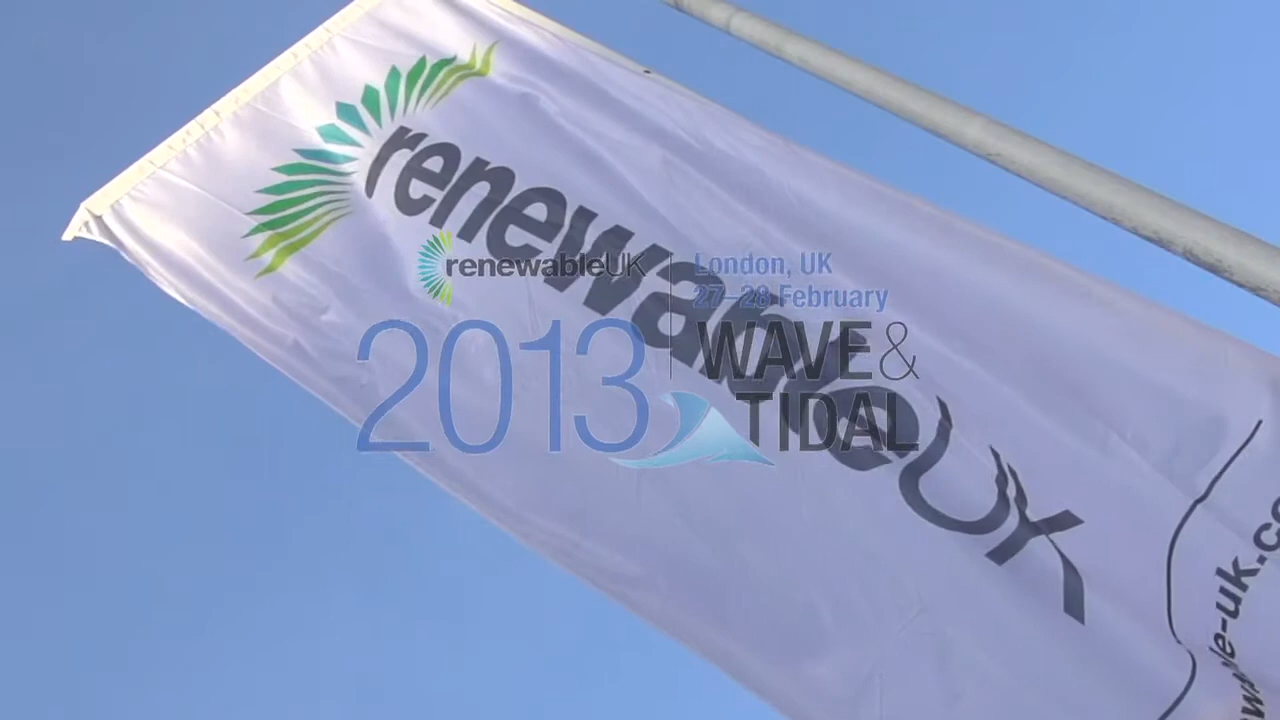 renewableUK
renewableUK
London, UK
27–28 February
2013
WAVE &
TIDAL